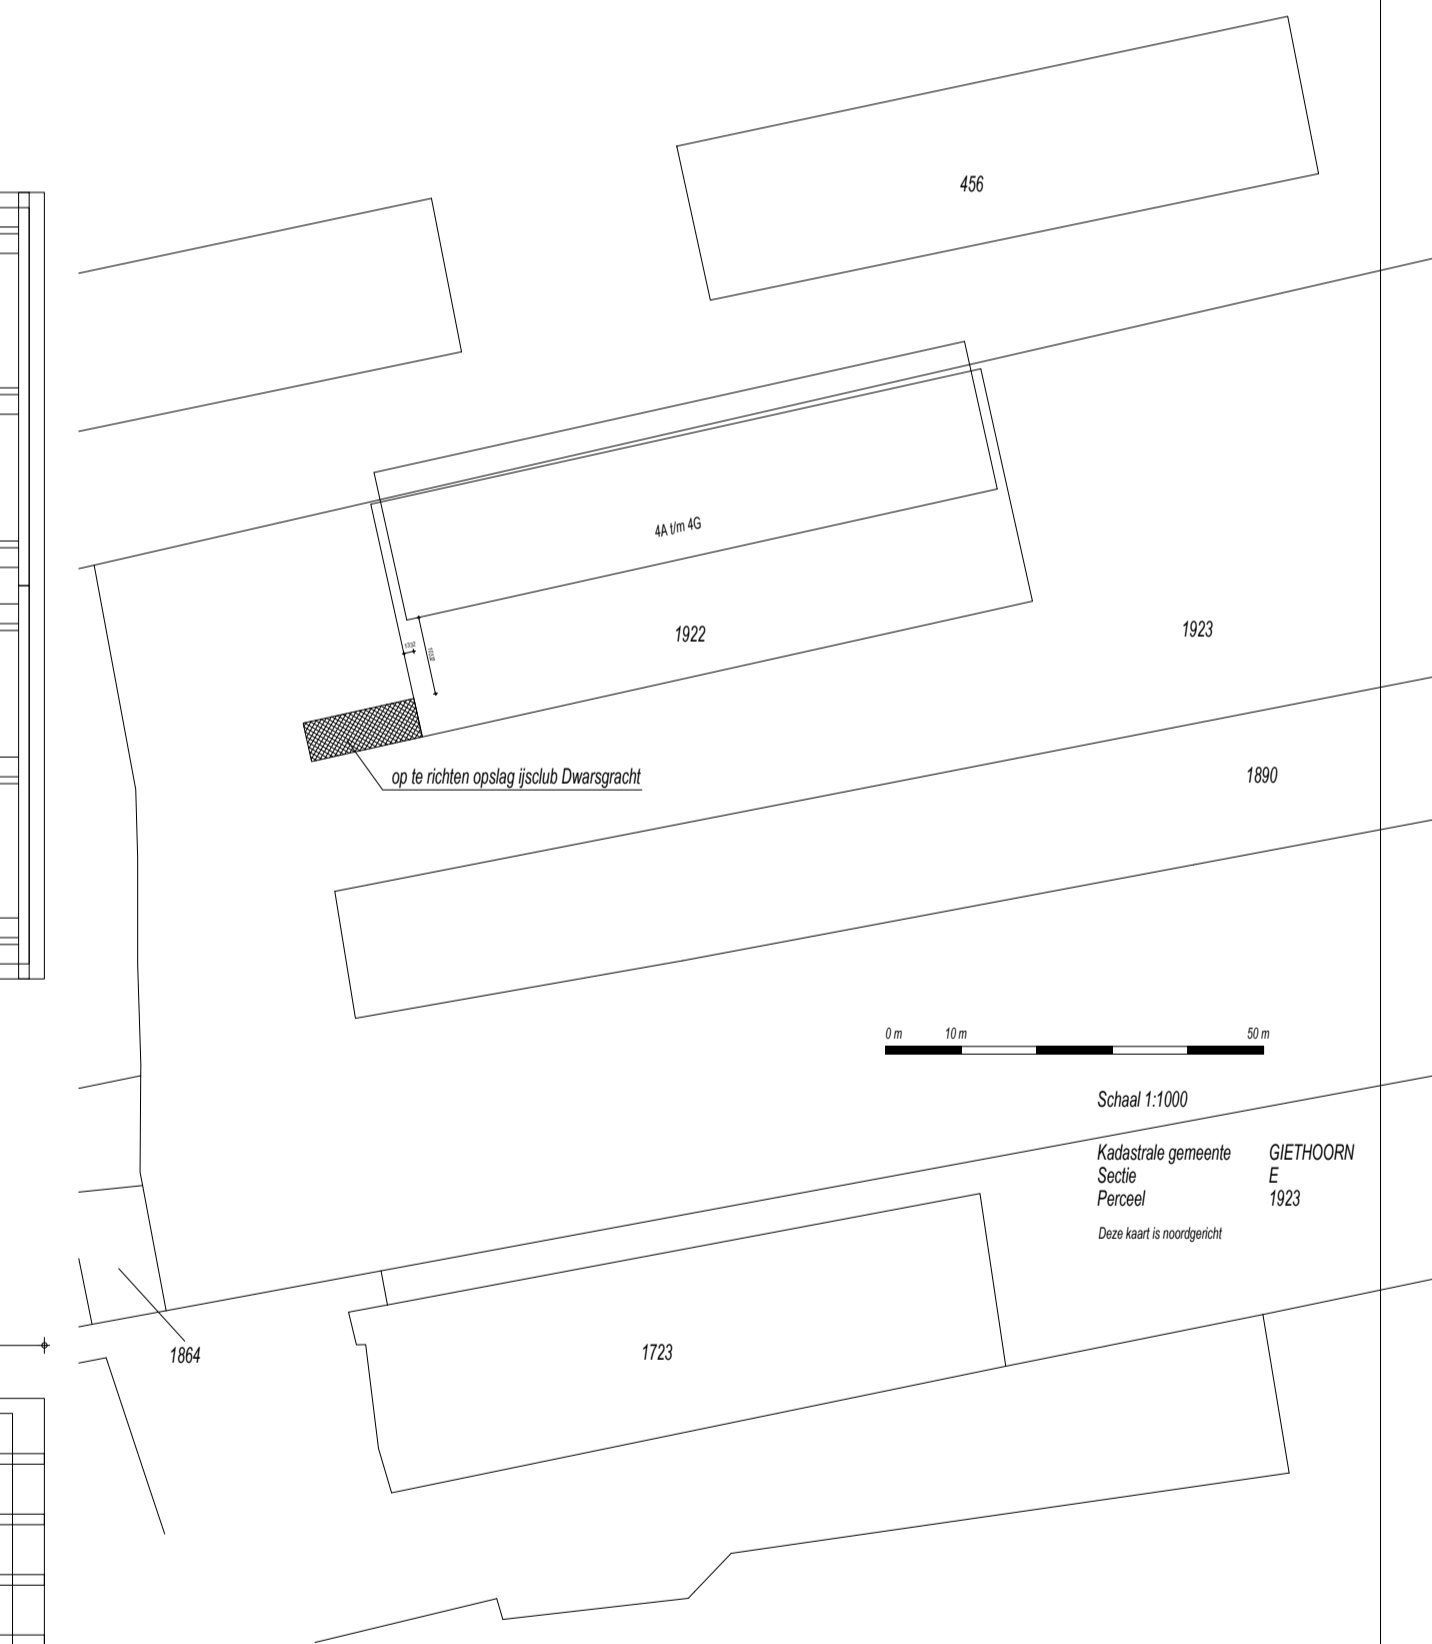 456
4A t/m 4G
1922
1923
op te richten opslag ijsclub Dwarsgracht
1890
0 m 10 m 50 m
Schaal 1:1000
Kadastrale gemeente GIETHOORN
Sectie E
Perceel 1923
Deze kaart is noordgericht
1864
1723